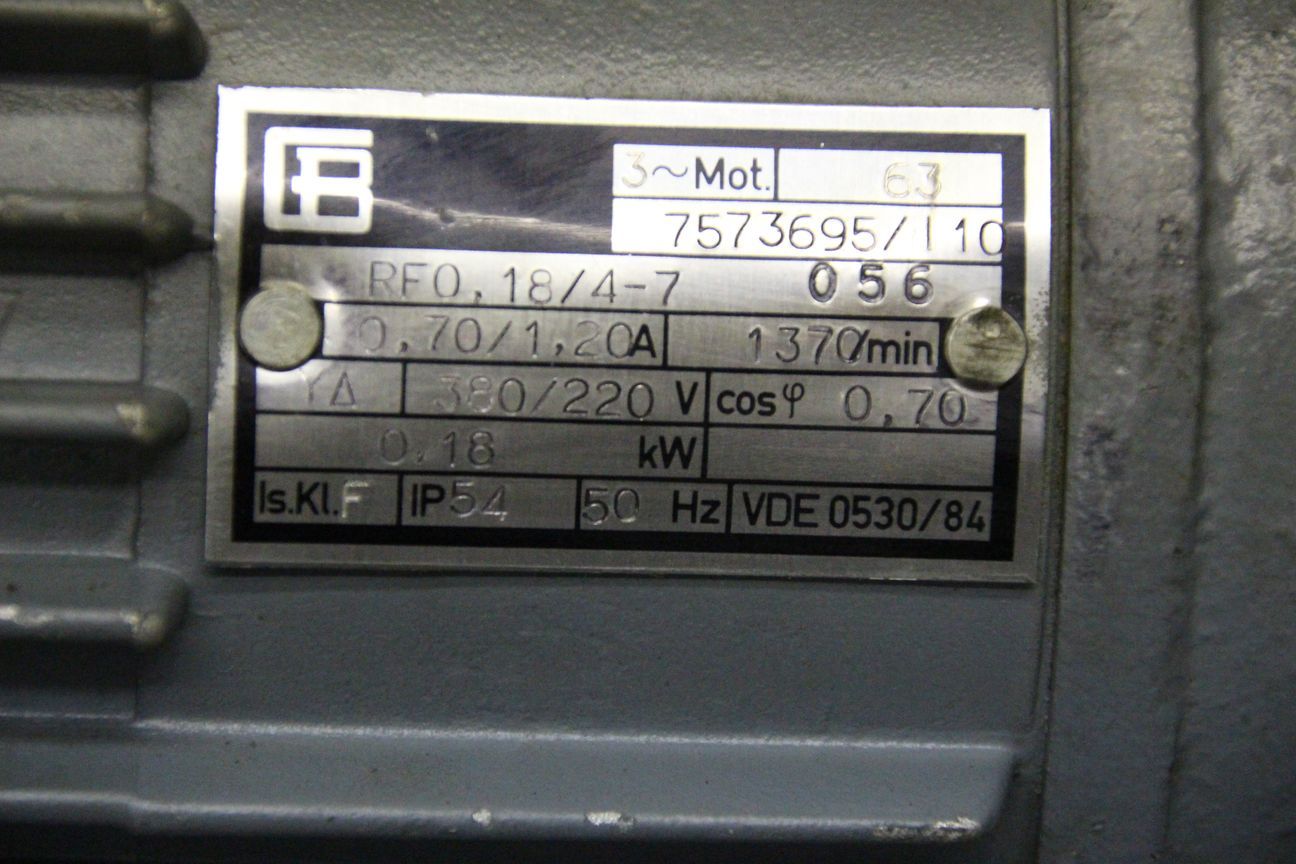 3~Mot. 63
7573695/110
RF0,18/4-7 056
0,70/1,20A 1370/min
YΔ 380/220 V cosφ 0,70
0,18 kW
Is.Kl.F IP54 50 Hz VDE 0530/84